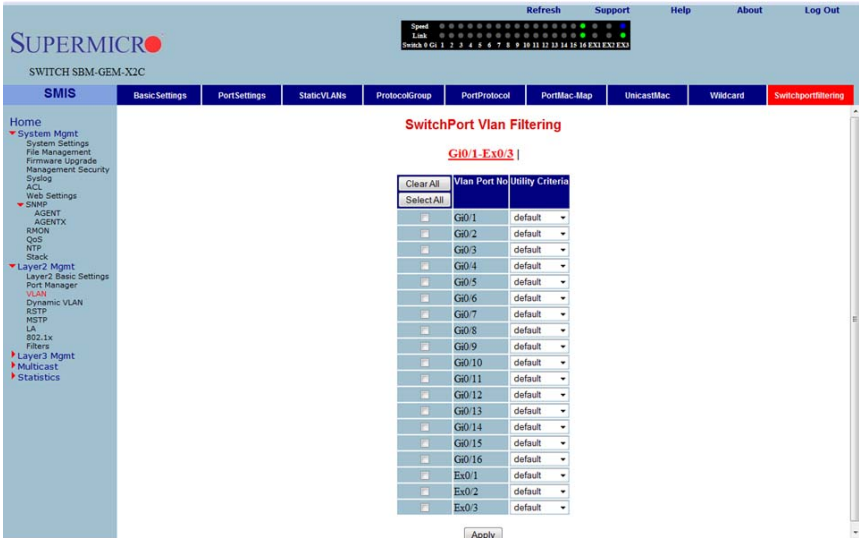 Refresh Support Help About Log Out
Speed
Link
Switch 0 Gi 1 2 3 4 5 6 7 8 9 10 11 12 13 14 15 16 EX1 EX2 EX3
SUPERMICRO
SWITCH SBM-GEM-X2C
SMIS
BasicSettings PortSettings StaticVLANs ProtocolGroup PortProtocol PortMac-Map UnicastMac Wildcard Switchportfiltering
Home
System Mgmt
System Settings
File Management
Firmware Upgrade
Management Security
Syslog
ACL
Web Settings
SNMP
AGENT
AGENTX
RMON
QoS
NTP
Stack
Layer2 Mgmt
Layer2 Basic Settings
Port Manager
VLAN
Dynamic VLAN
RSTP
MSTP
LA
802.1x
Filters
Layer3 Mgmt
Multicast
Statistics
SwitchPort Vlan Filtering
Gi0/1-Ex0/3 |
Clear All
Select All
Vlan Port No Utility Criteria
Gi0/1 default
Gi0/2 default
Gi0/3 default
Gi0/4 default
Gi0/5 default
Gi0/6 default
Gi0/7 default
Gi0/8 default
Gi0/9 default
Gi0/10 default
Gi0/11 default
Gi0/12 default
Gi0/13 default
Gi0/14 default
Gi0/15 default
Gi0/16 default
Ex0/1 default
Ex0/2 default
Ex0/3 default
Apply